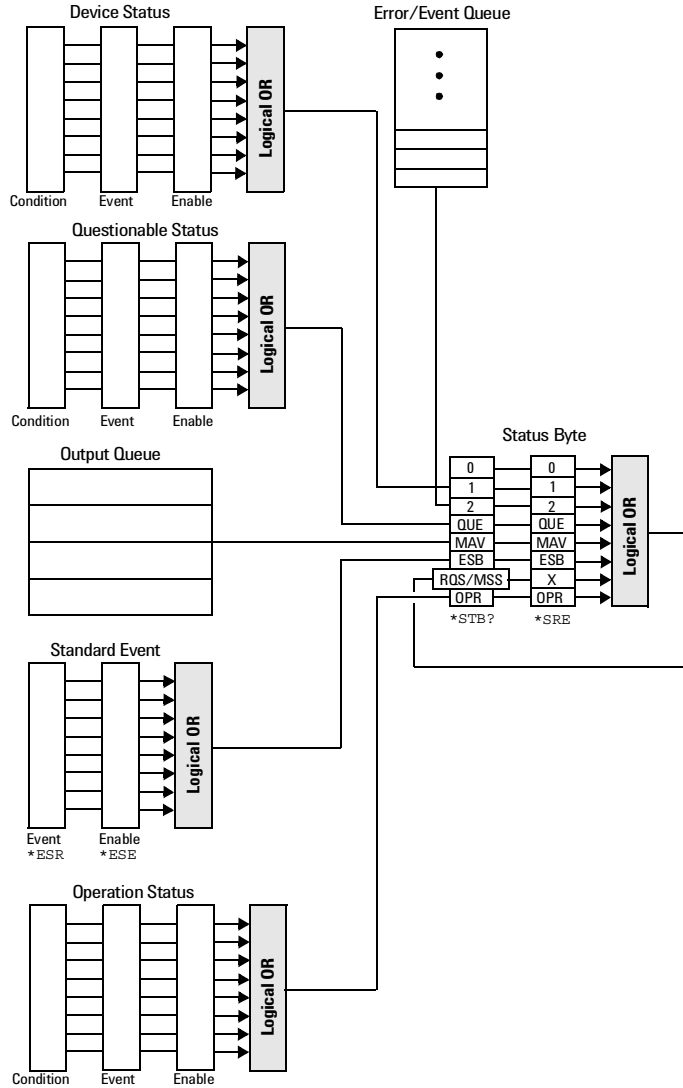 Device Status
Logical OR
Condition
Event
Enable
Error/Event Queue
Questionable Status
Logical OR
Condition
Event
Enable
Output Queue
Status Byte
0
0
1
1
2
2
QUE
QUE
MAV
MAV
ESB
ESB
RQS/MSS
X
OPR
OPR
*STB?
*SRE
Logical OR
Standard Event
Logical OR
Event
*ESR
Enable
*ESE
Operation Status
Logical OR
Condition
Event
Enable